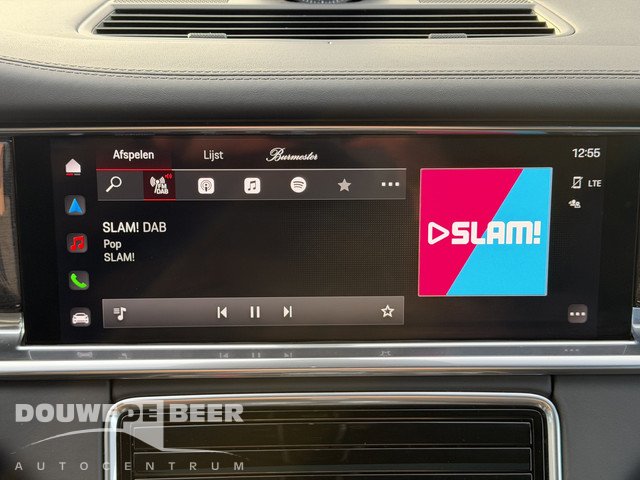 Afspelen Lijst Burmester 12:55
FM DAB
LTE
SLAM! DAB
Pop
SLAM!
SLAM!
DOUWE DE BEER
AUTOCENTRUM